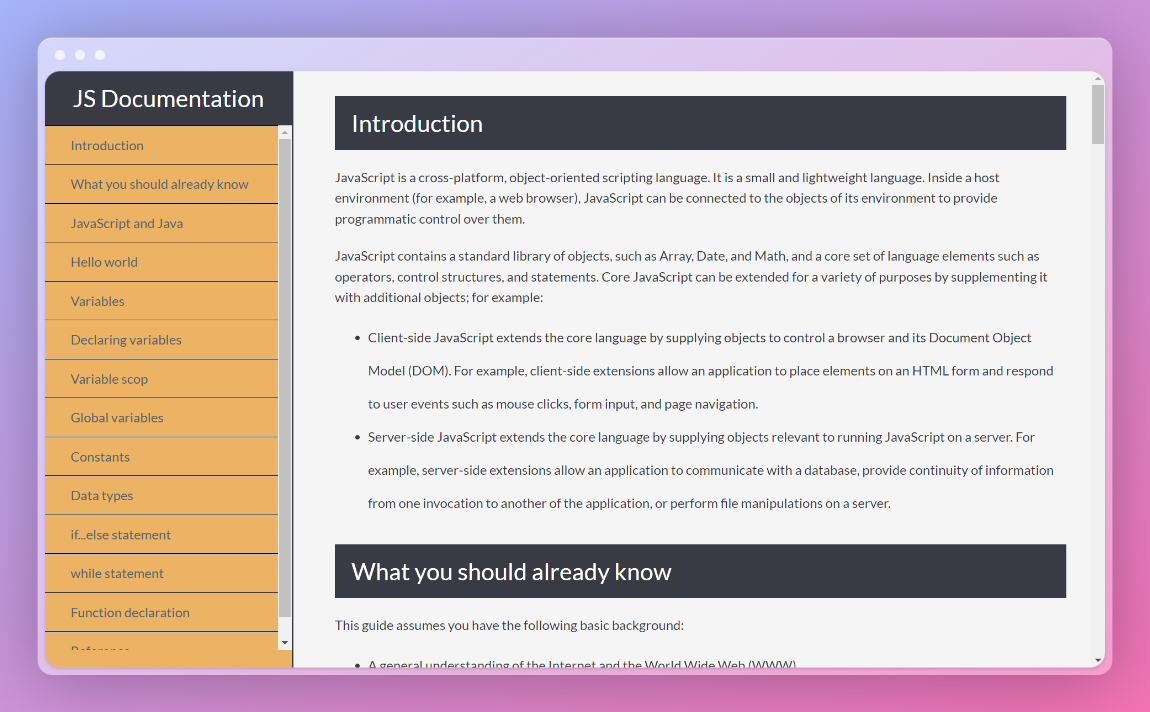 JS Documentation
Introduction
What you should already know
JavaScript and Java
Hello world
Variables
Declaring variables
Variable scop
Global variables
Constants
Data types
if...else statement
while statement
Function declaration
Reference
Introduction
JavaScript is a cross-platform, object-oriented scripting language. It is a small and lightweight language. Inside a host
environment (for example, a web browser), JavaScript can be connected to the objects of its environment to provide
programmatic control over them.
JavaScript contains a standard library of objects, such as Array, Date, and Math, and a core set of language elements such as
operators, control structures, and statements. Core JavaScript can be extended for a variety of purposes by supplementing it
with additional objects; for example:
• Client-side JavaScript extends the core language by supplying objects to control a browser and its Document Object
Model (DOM). For example, client-side extensions allow an application to place elements on an HTML form and respond
to user events such as mouse clicks, form input, and page navigation.
• Server-side JavaScript extends the core language by supplying objects relevant to running JavaScript on a server. For
example, server-side extensions allow an application to communicate with a database, provide continuity of information
from one invocation to another of the application, or perform file manipulations on a server.
What you should already know
This guide assumes you have the following basic background:
• A general understanding of the Internet and the World Wide Web (WWW)